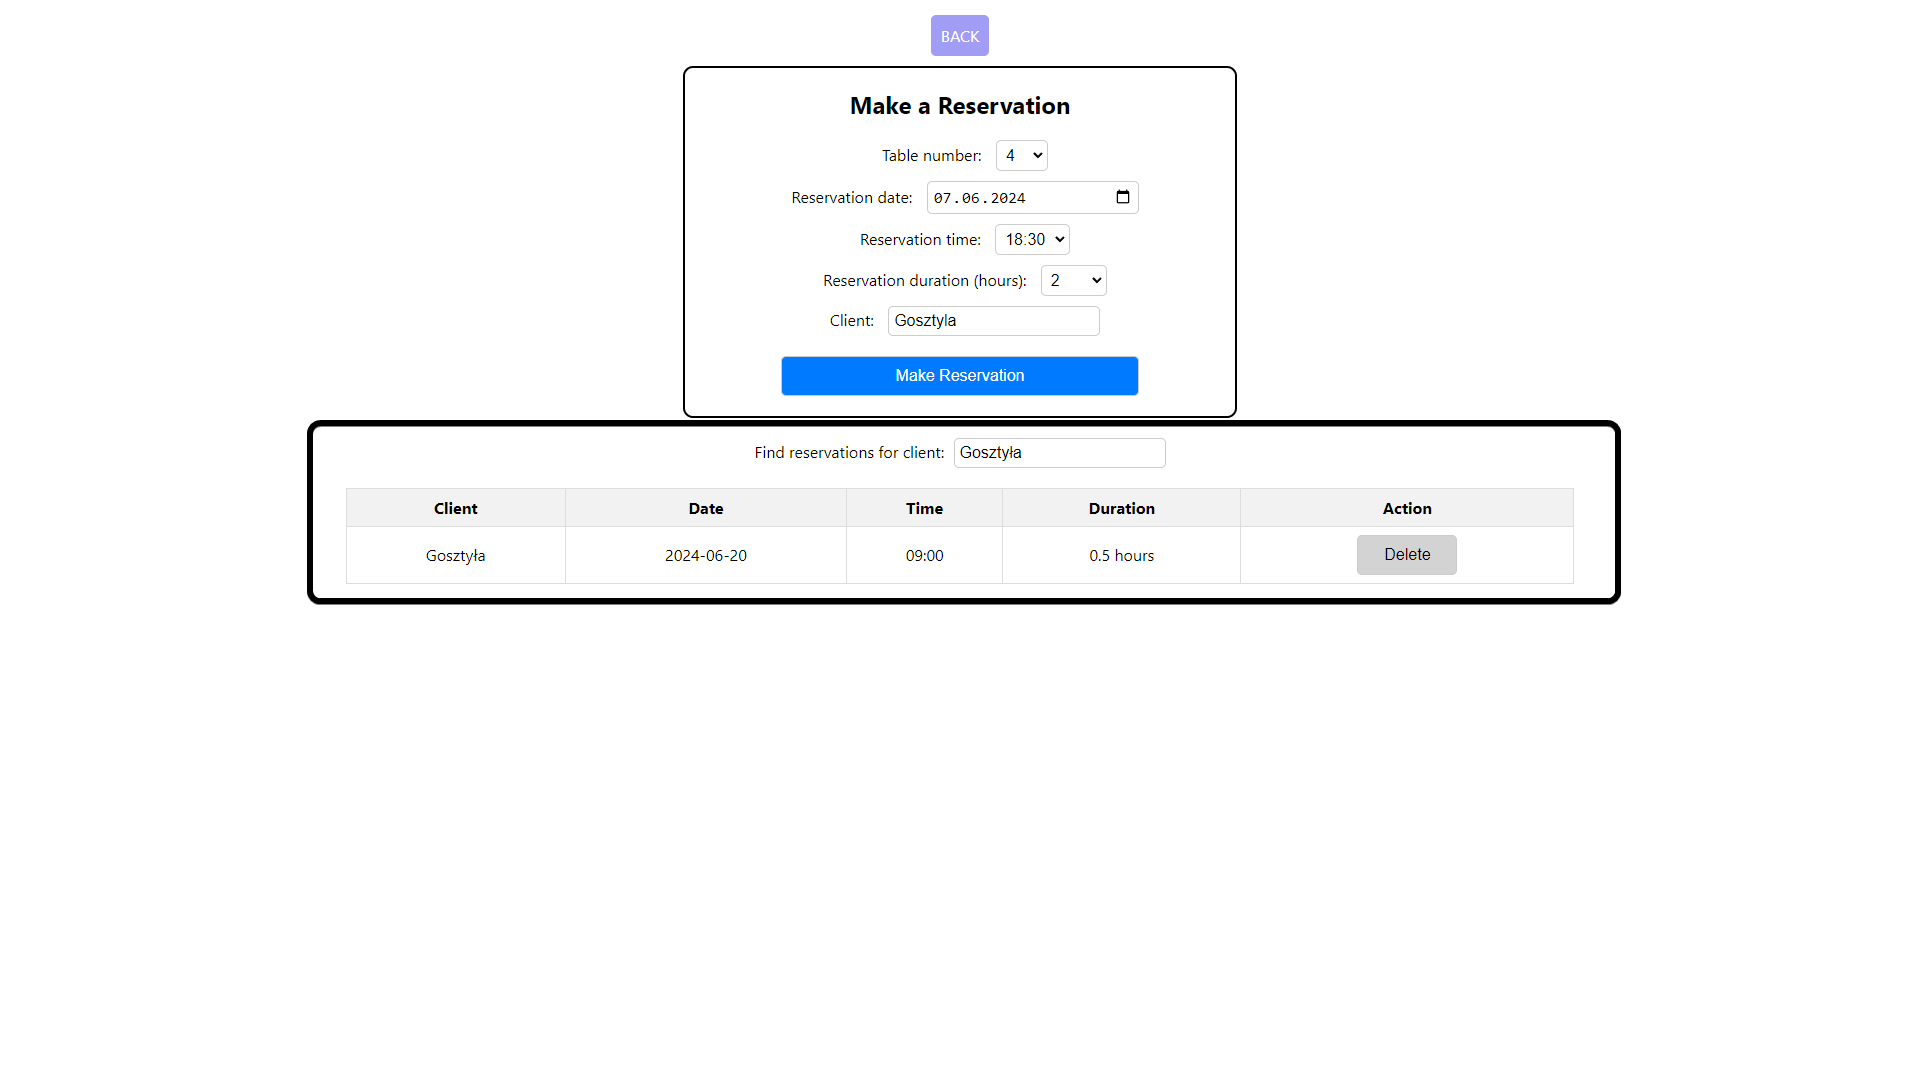 BACK
Make a Reservation
Table number: 4
Reservation date: 07.06.2024
Reservation time: 18:30
Reservation duration (hours): 2
Client: Gosztyla
Make Reservation
Find reservations for client: Gosztyła
Client Date Time Duration Action
Gosztyła 2024-06-20 09:00 0.5 hours Delete